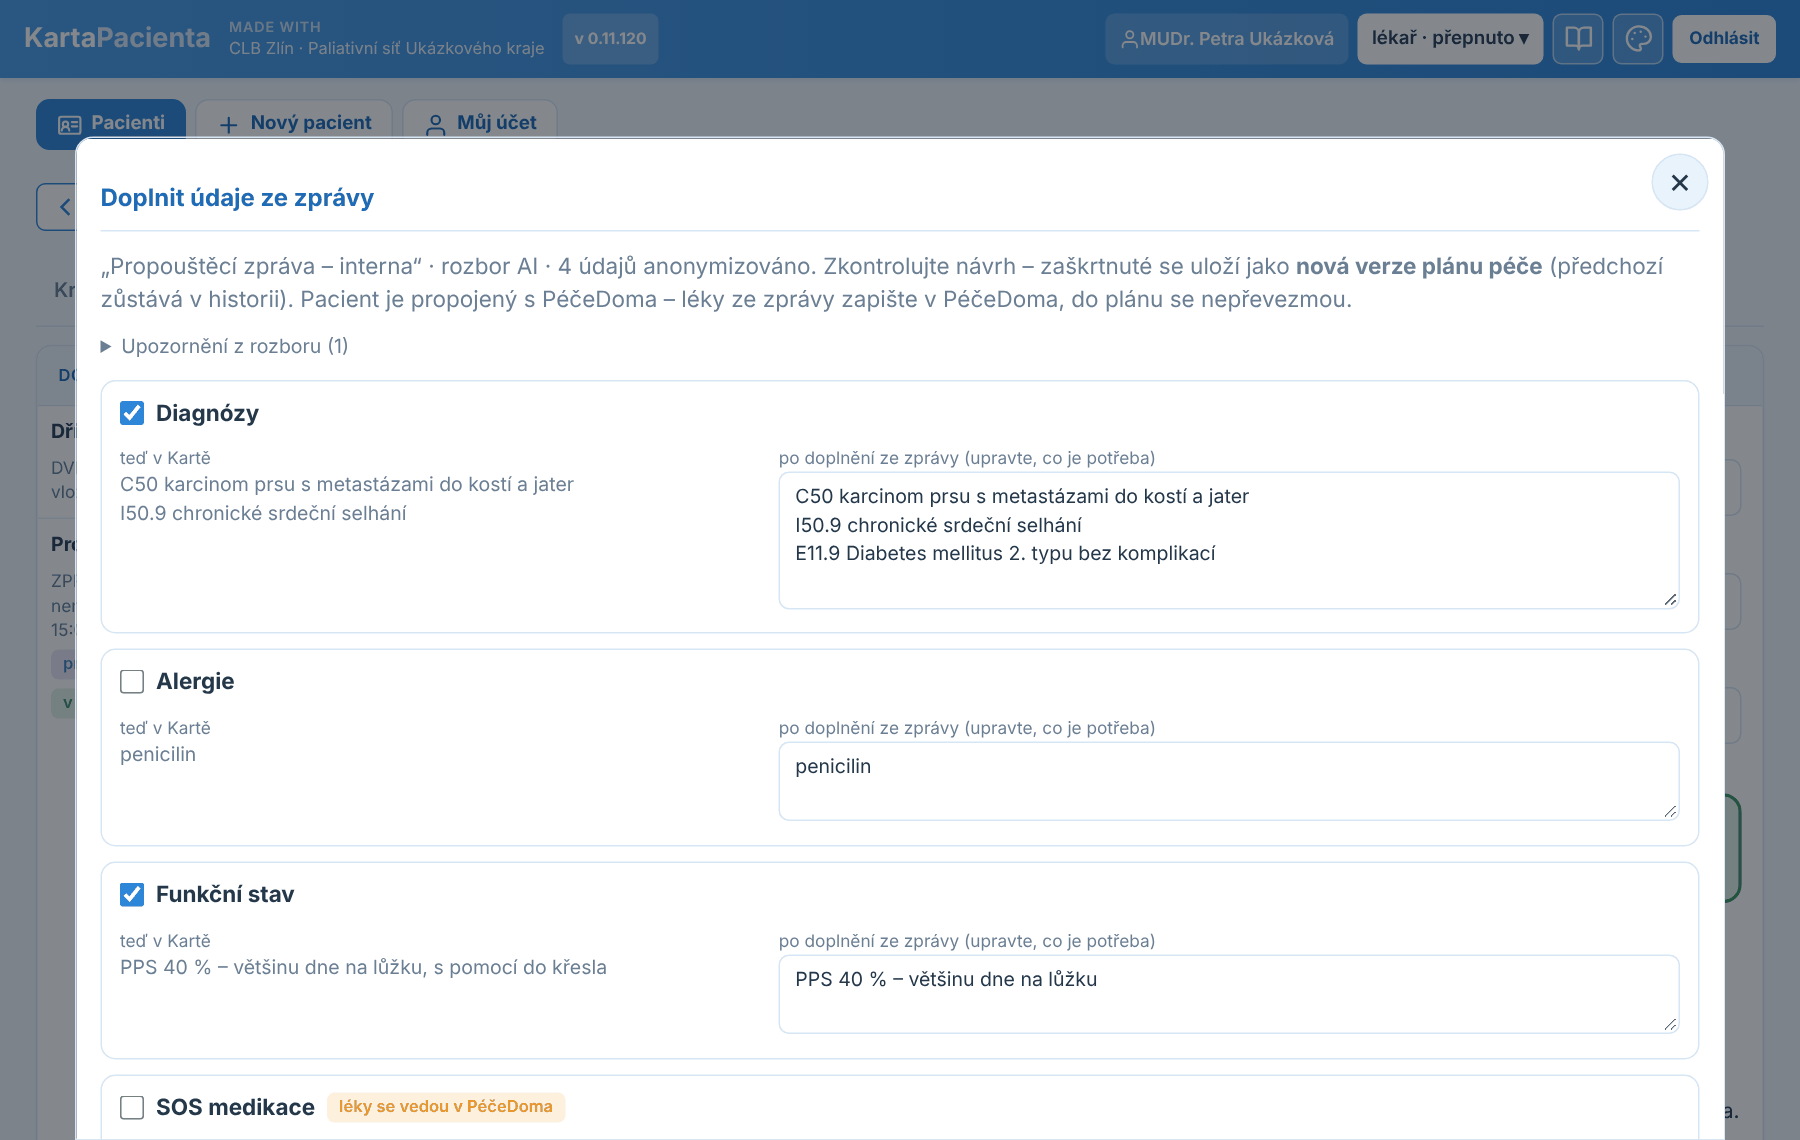 KartaPacienta
MADE WITH
CLB Zlín · Paliativní síť Ukázkového kraje
v 0.11.120
MUDr. Petra Ukázková
lékař · přepnuto ▾
Odhlásit
Pacienti
Nový pacient
Můj účet
Doplnit údaje ze zprávy
„Propouštěcí zpráva – interna“ · rozbor AI · 4 údajů anonymizováno. Zkontrolujte návrh – zaškrtnuté se uloží jako nová verze plánu péče (předchozí
zůstává v historii). Pacient je propojený s PéčeDoma – léky ze zprávy zapište v PéčeDoma, do plánu se nepřevezmou.
Upozornění z rozboru (1)
Diagnózy
teď v Kartě
C50 karcinom prsu s metastázami do kostí a jater
I50.9 chronické srdeční selhání
po doplnění ze zprávy (upravte, co je potřeba)
C50 karcinom prsu s metastázami do kostí a jater
I50.9 chronické srdeční selhání
E11.9 Diabetes mellitus 2. typu bez komplikací
Alergie
teď v Kartě
penicilin
po doplnění ze zprávy (upravte, co je potřeba)
penicilin
Funkční stav
teď v Kartě
PPS 40 % – většinu dne na lůžku, s pomocí do křesla
po doplnění ze zprávy (upravte, co je potřeba)
PPS 40 % – většinu dne na lůžku
SOS medikace
léky se vedou v PéčeDoma